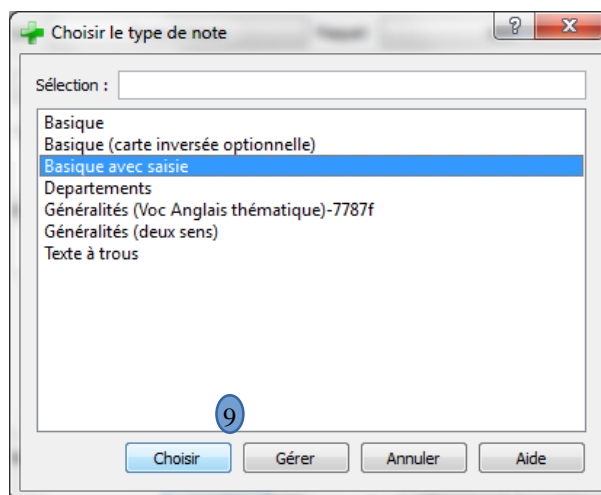 Choisir le type de note
Sélection :
Basique
Basique (carte inversée optionnelle)
Basique avec saisie
Departements
Généralités (Voc Anglais thématique)-7787f
Généralités (deux sens)
Texte à trous
9
Choisir Gérer Annuler Aide